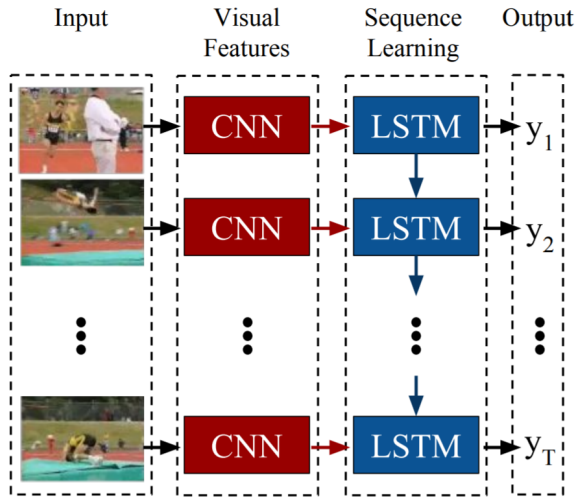 Input
Visual
Features
Sequence
Learning
Output
CNN
LSTM
y1
CNN
LSTM
y2
CNN
LSTM
yT